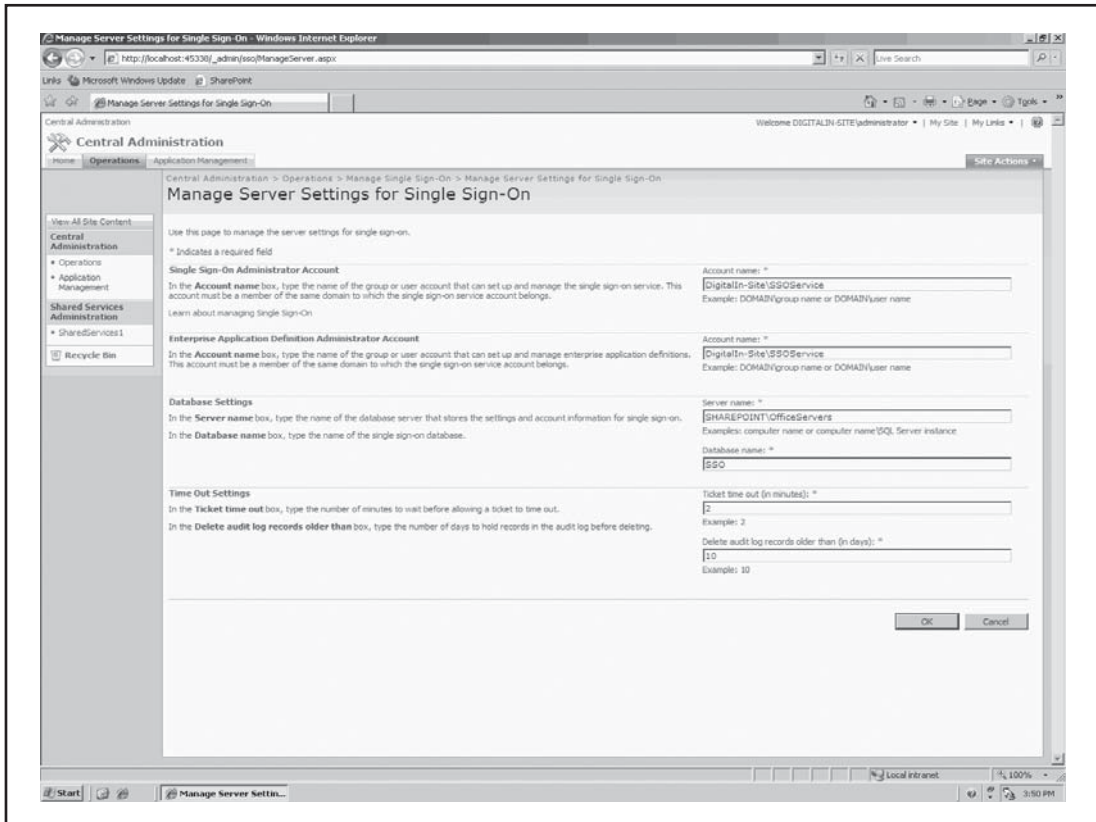 Manage Server Settings for Single Sign-On - Windows Internet Explorer
http://localhost:45330/_admin/sso/ManageServer.aspx
Live Search
Links Microsoft Windows Update SharePoint
Manage Server Settings for Single Sign-On
Page Tools
Central Administration
Welcome DIGITALIN-SITE\administrator | My Site | My Links |
Central Administration
Home Operations Application Management
Site Actions
Central Administration > Operations > Manage Single Sign-On > Manage Server Settings for Single Sign-On
Manage Server Settings for Single Sign-On
View All Site Content
Central Administration
Operations
Application Management
Shared Services Administration
SharedServices1
Recycle Bin
Use this page to manage the server settings for single sign-on.
* Indicates a required field
Single Sign-On Administrator Account
In the Account name box, type the name of the group or user account that can set up and manage the single sign-on service. This
account must be a member of the same domain to which the single sign-on service account belongs.
Learn about managing Single Sign-On
Account name: *
DigitalIn-Site\SSOService
Example: DOMAIN\group name or DOMAIN\user name
Enterprise Application Definition Administrator Account
In the Account name box, type the name of the group or user account that can set up and manage enterprise application definitions.
This account must be a member of the same domain to which the single sign-on service account belongs.
Account name: *
DigitalIn-Site\SSOService
Example: DOMAIN\group name or DOMAIN\user name
Database Settings
In the Server name box, type the name of the database server that stores the settings and account information for single sign-on.
In the Database name box, type the name of the single sign-on database.
Server name: *
SHAREPOINT\OfficeServers
Examples: computer name or computer name\SQL Server instance
Database name: *
SSO
Time Out Settings
In the Ticket time out box, type the number of minutes to wait before allowing a ticket to time out.
In the Delete audit log records older than box, type the number of days to hold records in the audit log before deleting.
Ticket time out (in minutes): *
2
Example: 2
Delete audit log records older than (in days): *
10
Example: 10
OK Cancel
Local intranet 100%
Start Manage Server Settin... 3:50 PM